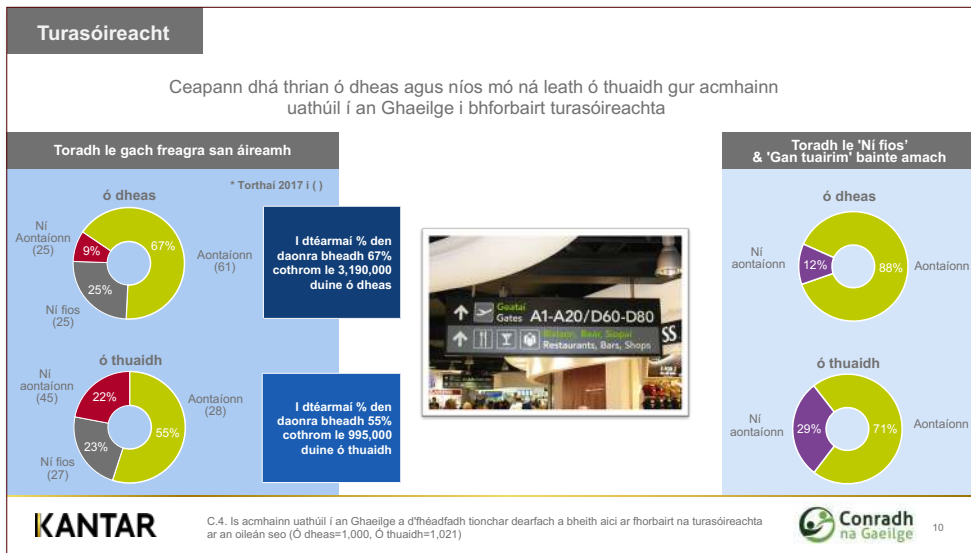 Turasóireacht
Ceapann dhá thrian ó dheas agus níos mó ná leath ó thuaidh gur acmhainn
uathúil í an Ghaeilge i bhforbairt turasóireachta
Toradh le gach freagra san áireamh
* Torthaí 2017 i ( )
ó dheas
Ní
Aontaíonn
(25)
9%
67%
Aontaíonn
(61)
25%
Ní fios
(25)
I dtéarmaí % den
daonra bheadh 67%
cothrom le 3,190,000
duine ó dheas
ó thuaidh
Ní
aontaíonn
(45)
22%
Aontaíonn
(28)
55%
23%
Ní fios
(27)
I dtéarmaí % den
daonra bheadh 55%
cothrom le 995,000
duine ó thuaidh
Geataí
Gates A1-A20/D60-D80
Bialann, Bear, Siopaí
Restaurants, Bars, Shops
SS
Toradh le 'Ní fios'
& 'Gan tuairim' bainte amach
ó dheas
Ní
aontaíonn
12%
88%
Aontaíonn
ó thuaidh
Ní
aontaíonn
29%
71%
Aontaíonn
KANTAR
C.4. Is acmhainn uathúil í an Ghaeilge a d'fhéadfadh tionchar dearfach a bheith aici ar fhorbairt na turasóireachta
ar an oileán seo (Ó dheas=1,000, Ó thuaidh=1,021)
Conradh
na Gaeilge
10